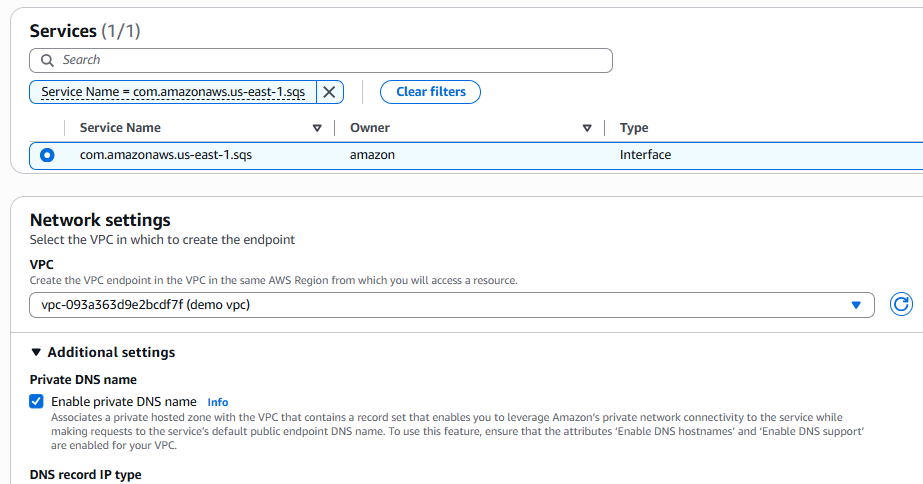 Services (1/1)
Search
Service Name = com.amazonaws.us-east-1.sqs
Clear filters
Service Name Owner Type
com.amazonaws.us-east-1.sqs amazon Interface
Network settings
Select the VPC in which to create the endpoint
VPC
Create the VPC endpoint in the VPC in the same AWS Region from which you will access a resource.
vpc-093a363d9e2bcdf7f (demo vpc)
Additional settings
Private DNS name
Enable private DNS name Info
Associates a private hosted zone with the VPC that contains a record set that enables you to leverage Amazon's private network connectivity to the service while
making requests to the service's default public endpoint DNS name. To use this feature, ensure that the attributes 'Enable DNS hostnames' and 'Enable DNS support'
are enabled for your VPC.
DNS record IP type